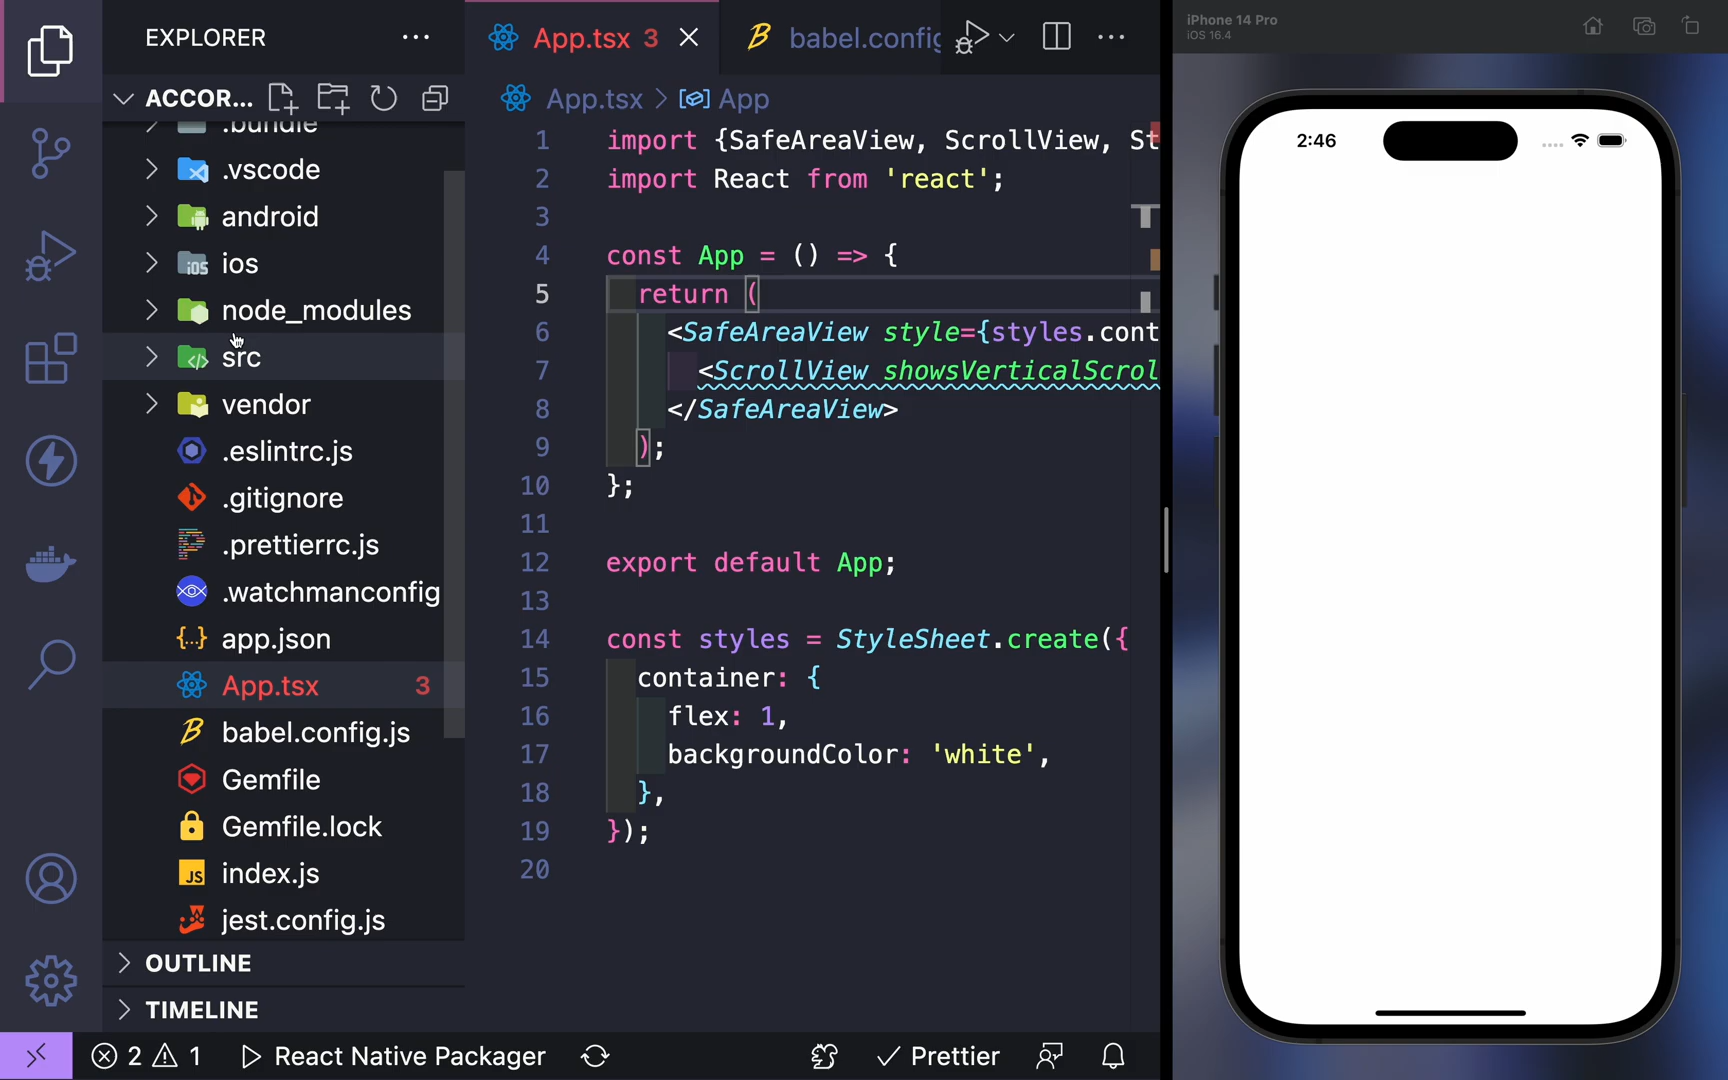 EXPLORER
ACCOR...
.bundle
.vscode
android
ios
node_modules
src
vendor
.eslintrc.js
.gitignore
.prettierrc.js
.watchmanconfig
app.json
App.tsx 3
babel.config.js
Gemfile
Gemfile.lock
index.js
jest.config.js
OUTLINE
TIMELINE
2 1 React Native Packager Prettier
App.tsx 3 babel.config
App.tsx > App
1 import {SafeAreaView, ScrollView, St
2 import React from 'react';
3
4 const App = () => {
5 return (
6 <SafeAreaView style={styles.cont
7 <ScrollView showsVerticalScrol
8 </SafeAreaView>
9 );
10 };
11
12 export default App;
13
14 const styles = StyleSheet.create({
15 container: {
16 flex: 1,
17 backgroundColor: 'white',
18 },
19 });
20
iPhone 14 Pro
iOS 16.4
2:46